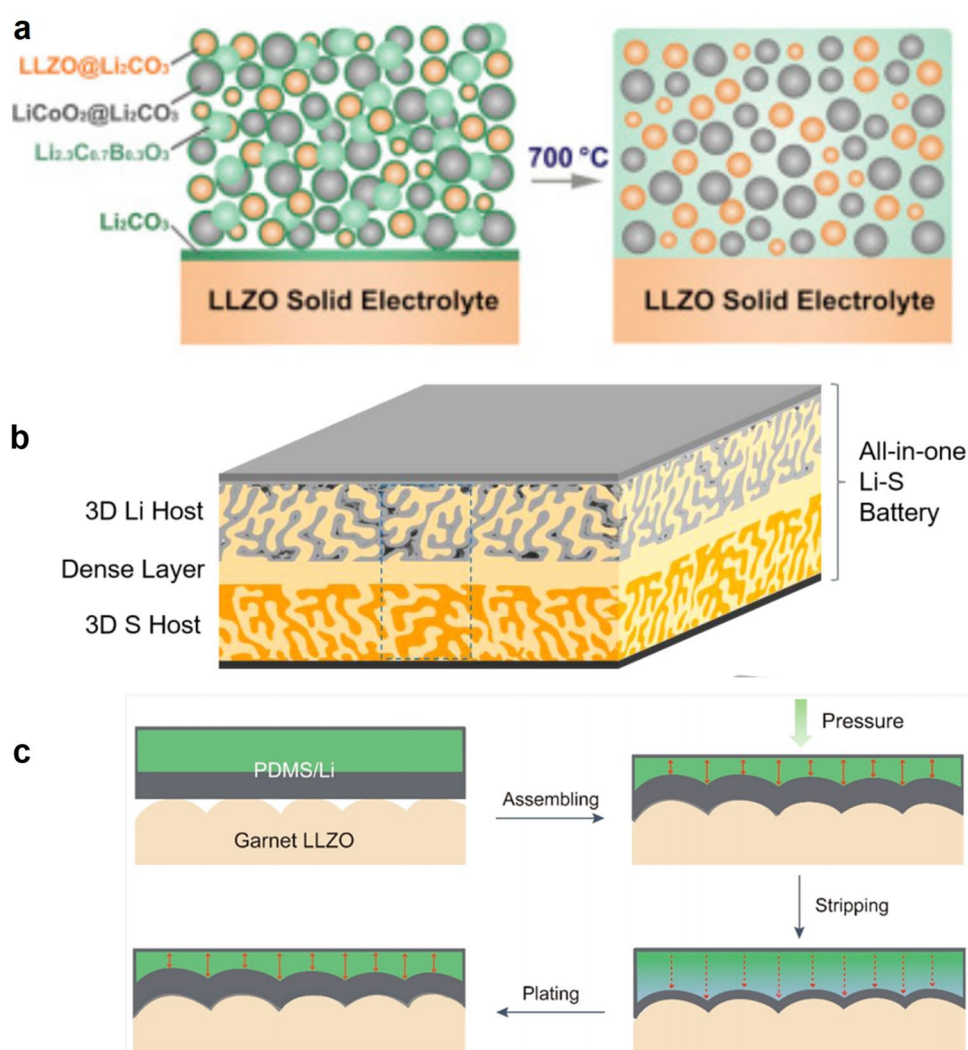 a
LLZO@Li₂CO₃
LiCoO₂@Li₂CO₃
Li₂.₃C₀.₇B₀.₃O₃
Li₂CO₃
700 °C
LLZO Solid Electrolyte
LLZO Solid Electrolyte
b
3D Li Host
Dense Layer
3D S Host
All-in-one
Li-S
Battery
c
PDMS/Li
Garnet LLZO
Assembling
Pressure
Stripping
Plating